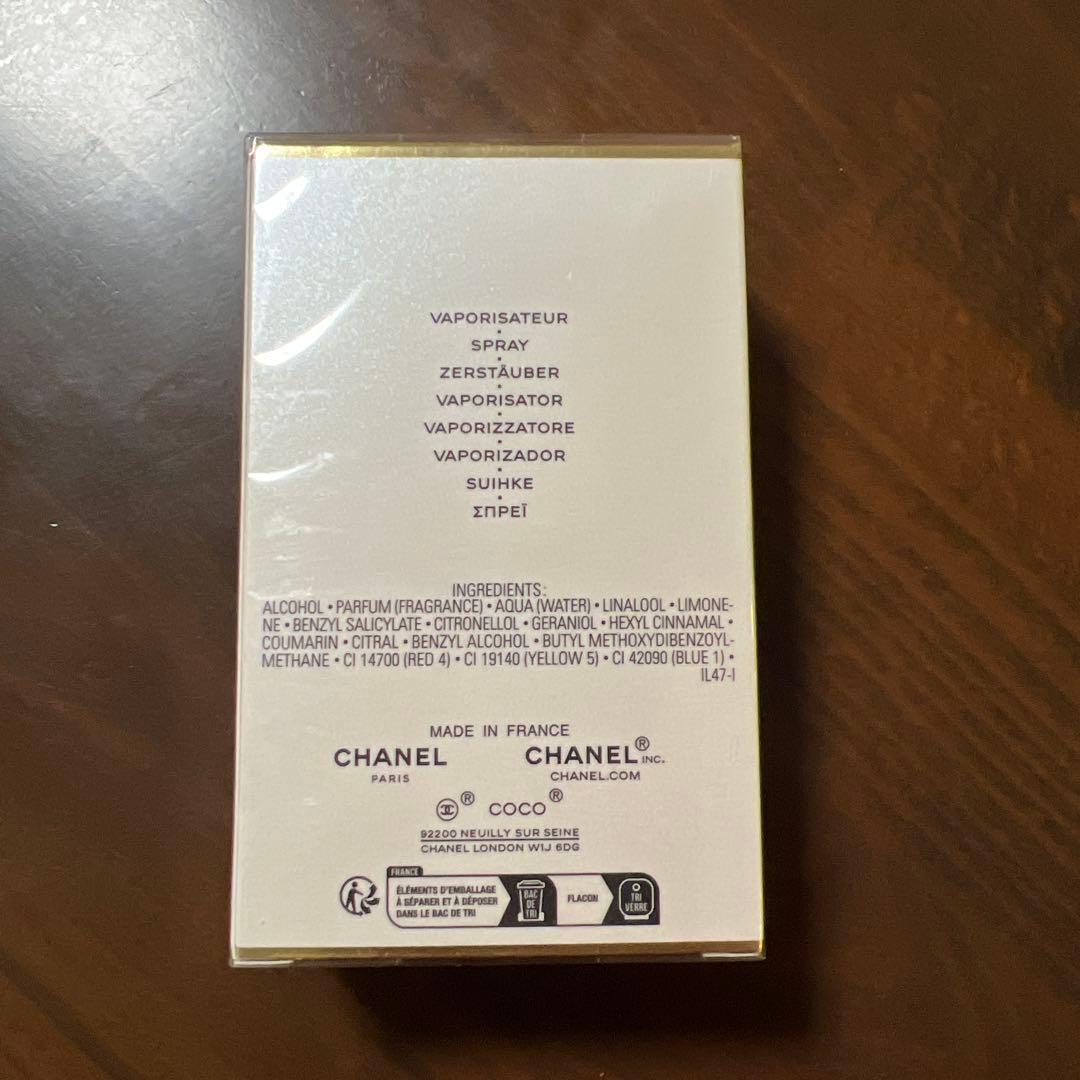 VAPORISATEUR
•
SPRAY
•
ZERSTÄUBER
•
VAPORISATOR
•
VAPORIZZATORE
•
VAPORIZADOR
•
SUIHKE
•
ΣΠΡΕΪ
INGREDIENTS:
ALCOHOL • PARFUM (FRAGRANCE) • AQUA (WATER) • LINALOOL • LIMONE-
NE • BENZYL SALICYLATE • CITRONELLOL • GERANIOL • HEXYL CINNAMAL •
COUMARIN • CITRAL • BENZYL ALCOHOL • BUTYL METHOXYDIBENZOYL-
METHANE • CI 14700 (RED 4) • CI 19140 (YELLOW 5) • CI 42090 (BLUE 1) •
IL47-I
MADE IN FRANCE
CHANEL
PARIS
CHANEL® INC.
CHANEL.COM
® COCO®
92200 NEUILLY SUR SEINE
CHANEL LONDON W1J 6DG
FRANCE
ÉLÉMENTS D'EMBALLAGE
À SÉPARER ET À DÉPOSER
DANS LE BAC DE TRI
BAC
DE
TRI
FLACON
TRI
VERRE